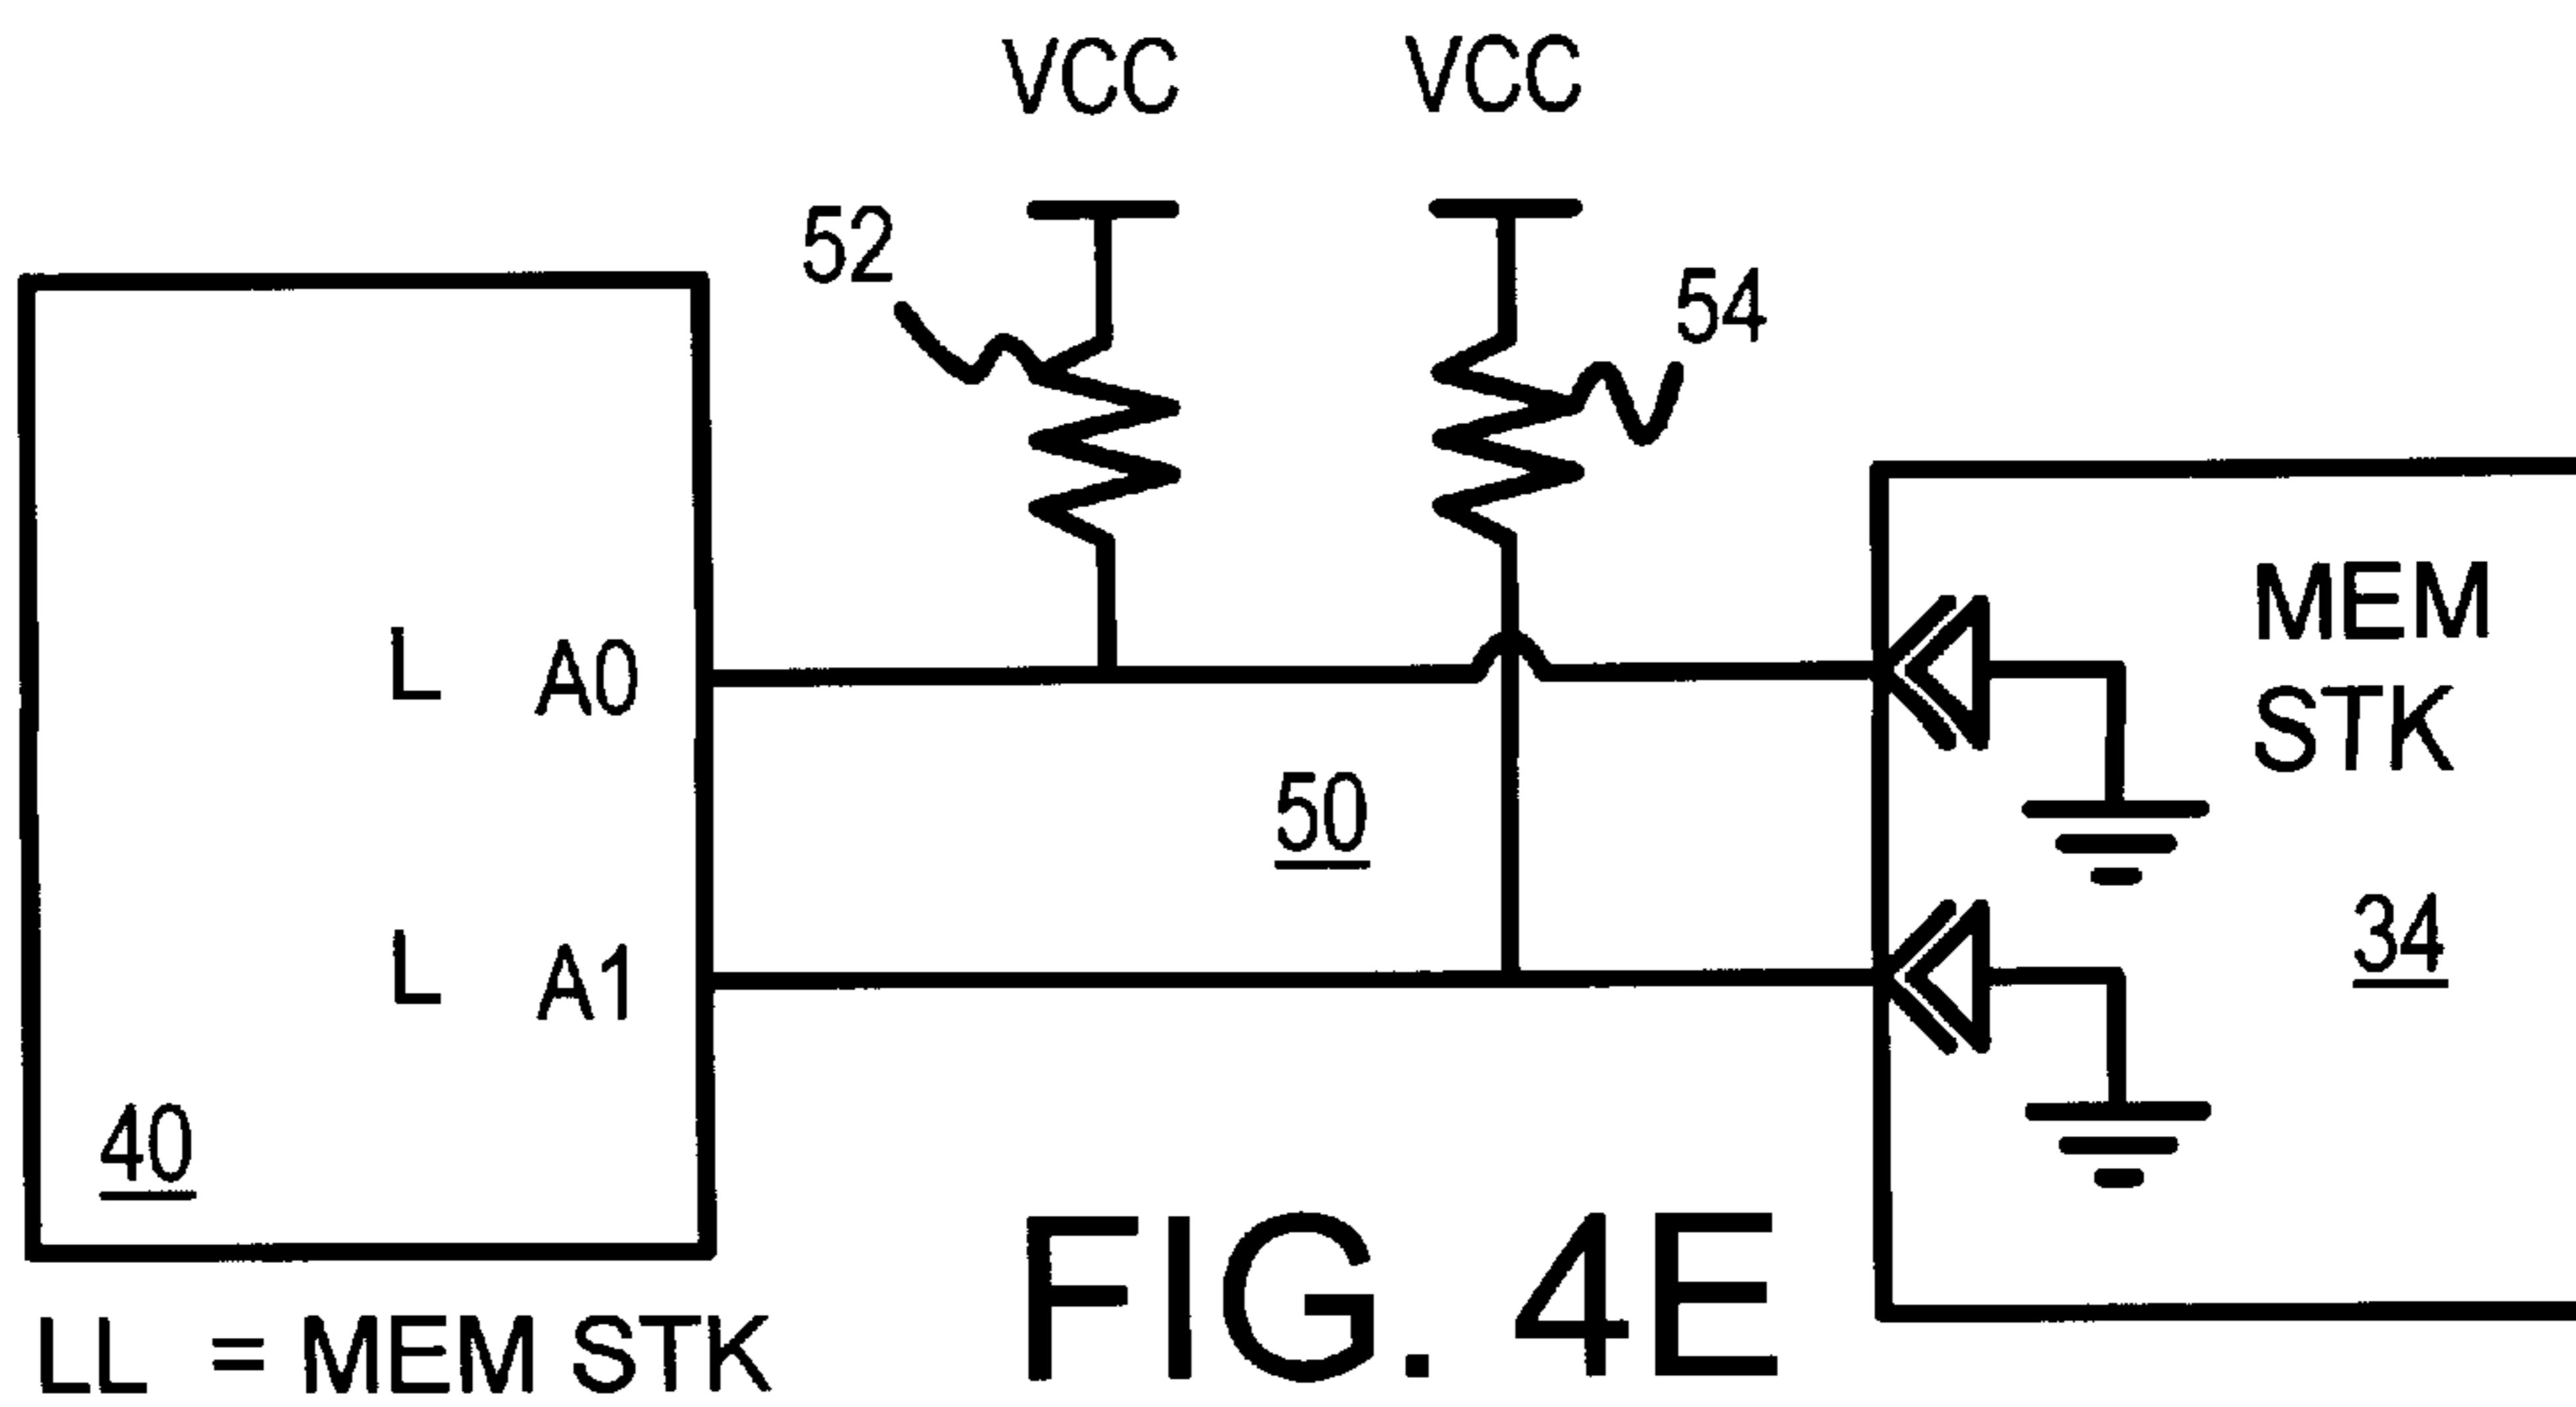 VCC
VCC
52
54
L
A0
MEM
STK
50
L
A1
34
40
LL = MEM STK
FIG. 4E